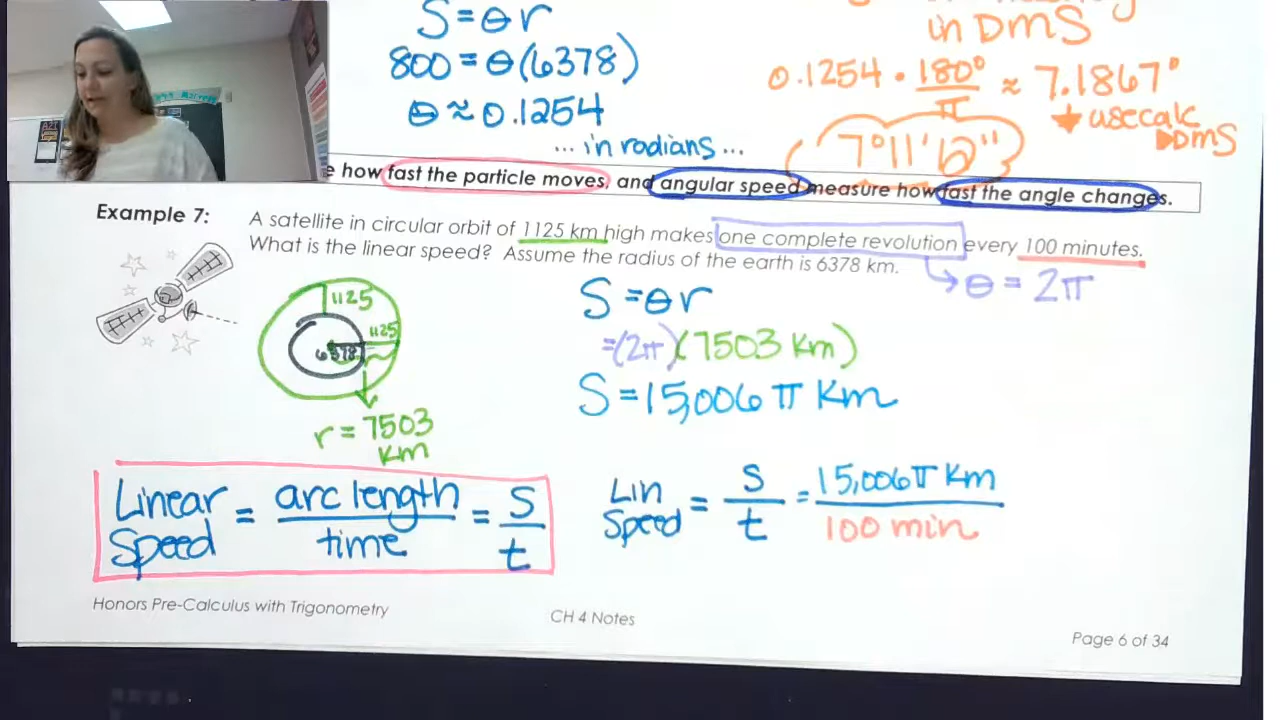 S = θr
800 = θ(6378)
θ ≈ 0.1254
... in radians ...
in DMS
0.1254 • 180°/π ≈ 7.1867°
use calc
▸DMS
7°11'12"
e how fast the particle moves, and angular speed measure how fast the angle changes.
Example 7:
A satellite in circular orbit of 1125 km high makes one complete revolution every 100 minutes.
What is the linear speed? Assume the radius of the earth is 6378 km.
θ = 2π
1125
1125
6378
r = 7503
km
S = θr
=(2π)(7503 km)
S = 15,006π km
Linear Speed = arc length/time = S/t
Lin Speed = S/t = 15,006π km/100 min
Honors Pre-Calculus with Trigonometry
CH 4 Notes
Page 6 of 34